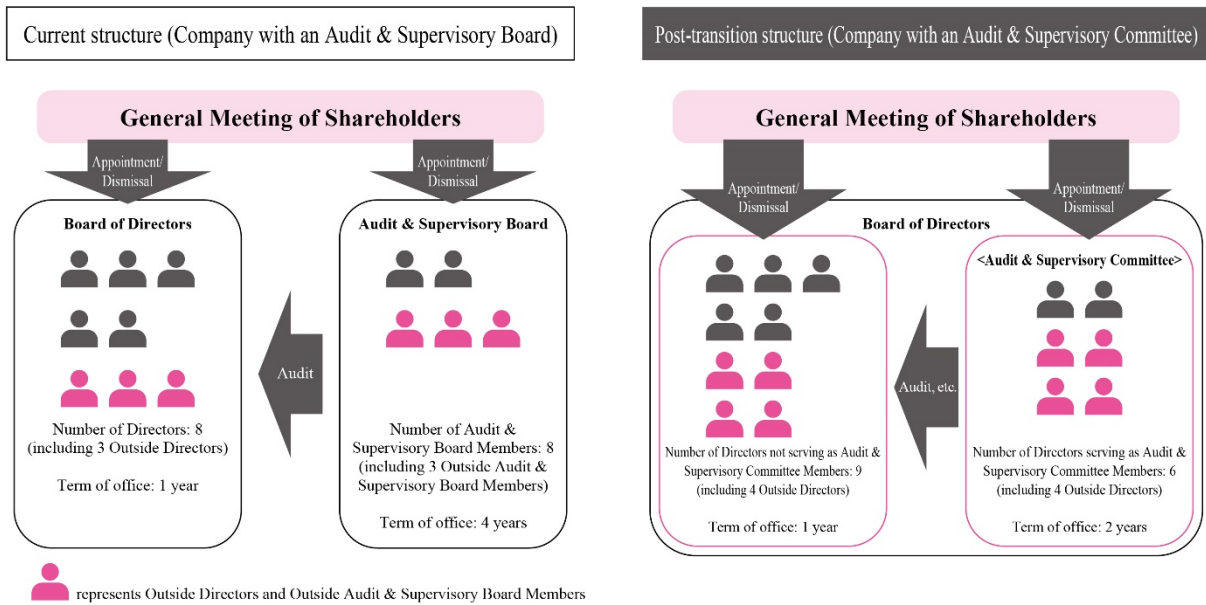 Current structure (Company with an Audit & Supervisory Board)
General Meeting of Shareholders
Appointment/
Dismissal
Appointment/
Dismissal
Board of Directors
Number of Directors: 8
(including 3 Outside Directors)
Term of office: 1 year
Audit
Audit & Supervisory Board
Number of Audit &
Supervisory Board Members: 8
(including 3 Outside Audit &
Supervisory Board Members)
Term of office: 4 years
represents Outside Directors and Outside Audit & Supervisory Board Members
Post-transition structure (Company with an Audit & Supervisory Committee)
General Meeting of Shareholders
Appointment/
Dismissal
Appointment/
Dismissal
Board of Directors
Number of Directors not serving as Audit &
Supervisory Committee Members: 9
(including 4 Outside Directors)
Term of office: 1 year
Audit, etc.
<Audit & Supervisory Committee>
Number of Directors serving as Audit &
Supervisory Committee Members: 6
(including 4 Outside Directors)
Term of office: 2 years